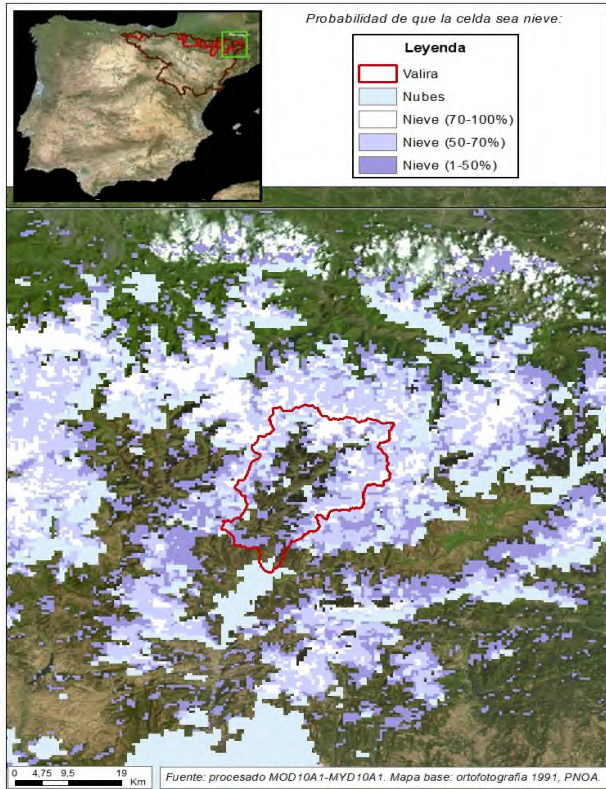 Probabilidad de que la celda sea nieve:
Leyenda
Valira
Nubes
Nieve (70-100%)
Nieve (50-70%)
Nieve (1-50%)
0 4,75 9,5 19
Km
Fuente: procesado MOD10A1-MYD10A1. Mapa base: ortofotografía 1991, PNOA.